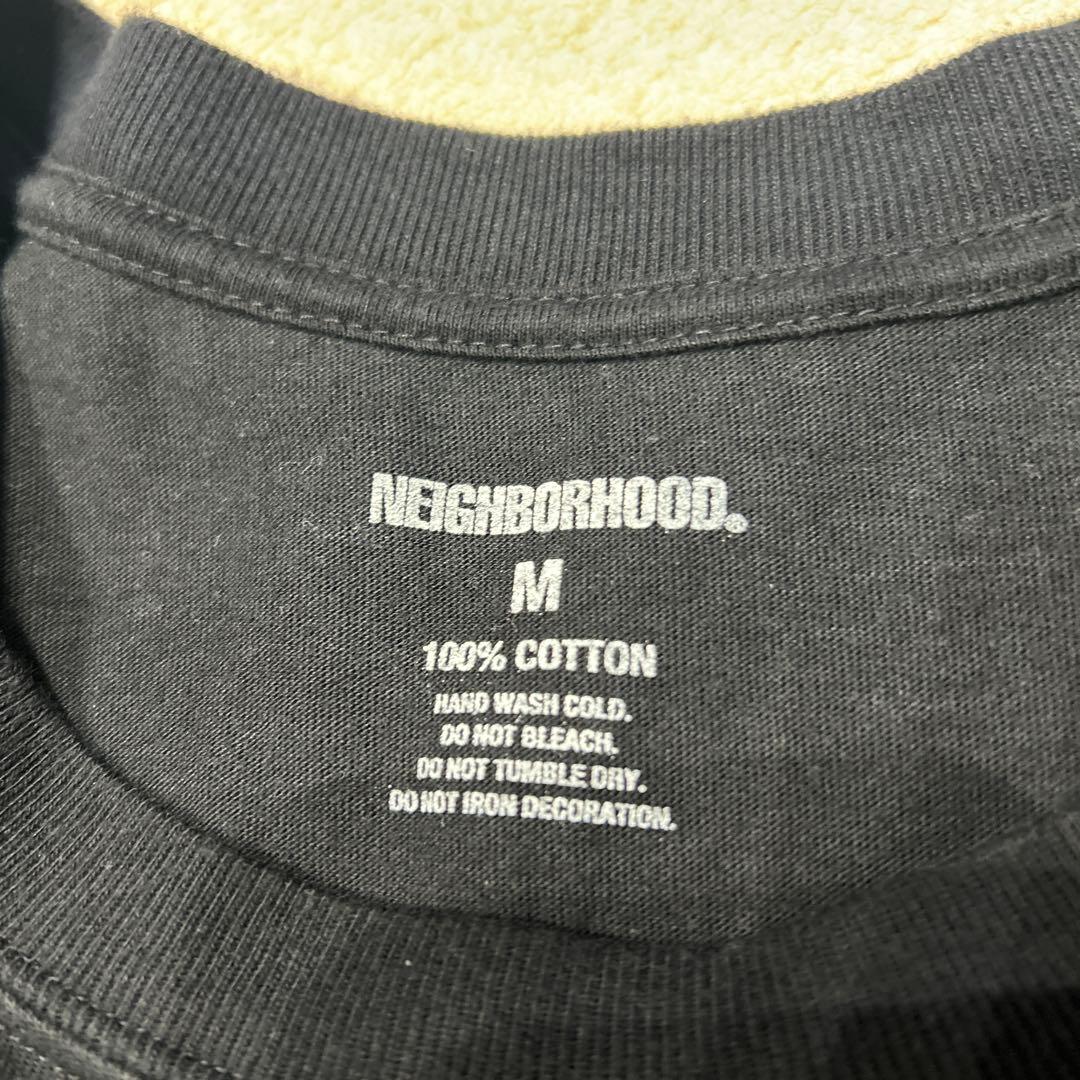 NEIGHBORHOOD®
M
100% COTTON
HAND WASH COLD.
DO NOT BLEACH.
DO NOT TUMBLE DRY.
DO NOT IRON DECORATION.